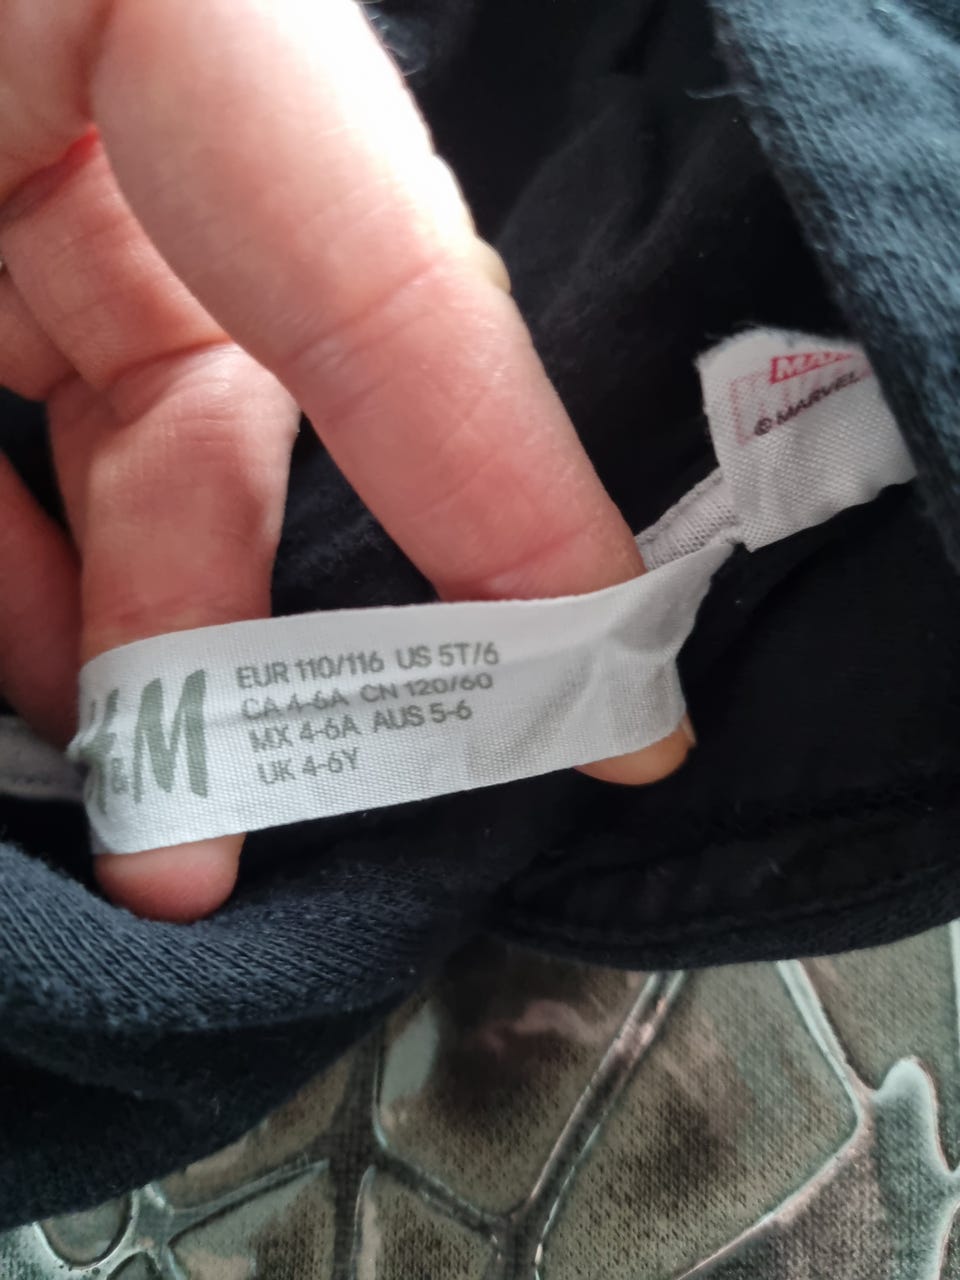 © MARVEL
H&M
EUR 110/116 US 5T/6
CA 4-6A CN 120/60
MX 4-6A AUS 5-6
UK 4-6Y